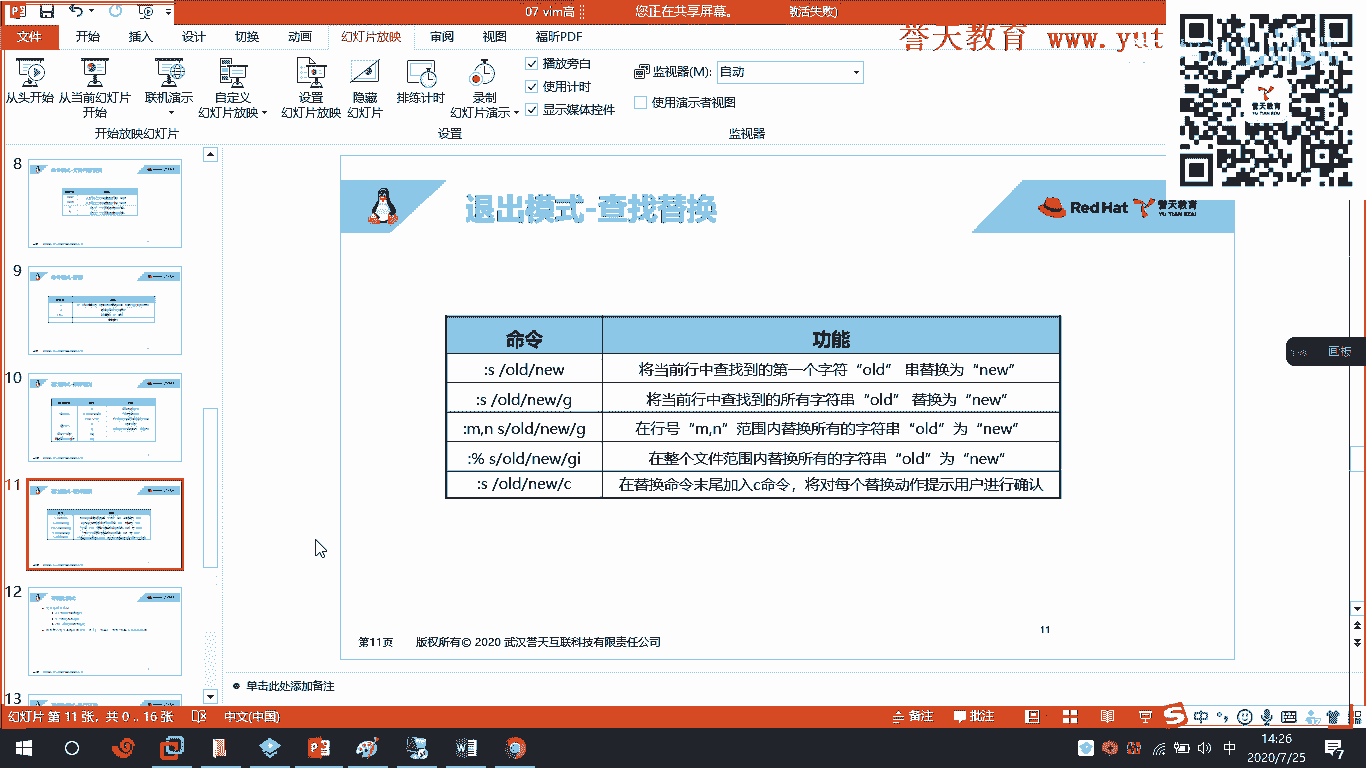 07 vim高
您正在共享屏幕。
激活失败)
文件 开始 插入 设计 切换 动画 幻灯片放映 审阅 视图 福昕PDF
誉天教育 www. yut
从头开始
从当前幻灯片
开始
联机演示
自定义
幻灯片放映
设置
幻灯片放映
隐藏
幻灯片
排练计时
录制
幻灯片演示
播放旁白
使用计时
显示媒体控件
监视器(M): 自动
使用演示者视图
开始放映幻灯片
设置
监视器
誉天教育
YU TIAN EDU
8
9
10
11
12
13
退出模式-查找替换
Red Hat
誉天教育
YU TIAN EDU
命令 功能
:s /old/new 将当前行中查找到的第一个字符“old” 串替换为“new”
:s /old/new/g 将当前行中查找到的所有字符串“old” 替换为“new”
:m,n s/old/new/g 在行号“m,n”范围内替换所有的字符串“old”为“new”
:% s/old/new/gi 在整个文件范围内替换所有的字符串“old”为“new”
:s /old/new/c 在替换命令末尾加入c命令，将对每个替换动作提示用户进行确认
画板
11
第11页 版权所有© 2020 武汉誉天互联科技有限责任公司
单击此处添加备注
幻灯片 第 11 张，共 0 .. 16 张 中文(中国)
备注 批注
中
中
14:26
2020/7/25
7